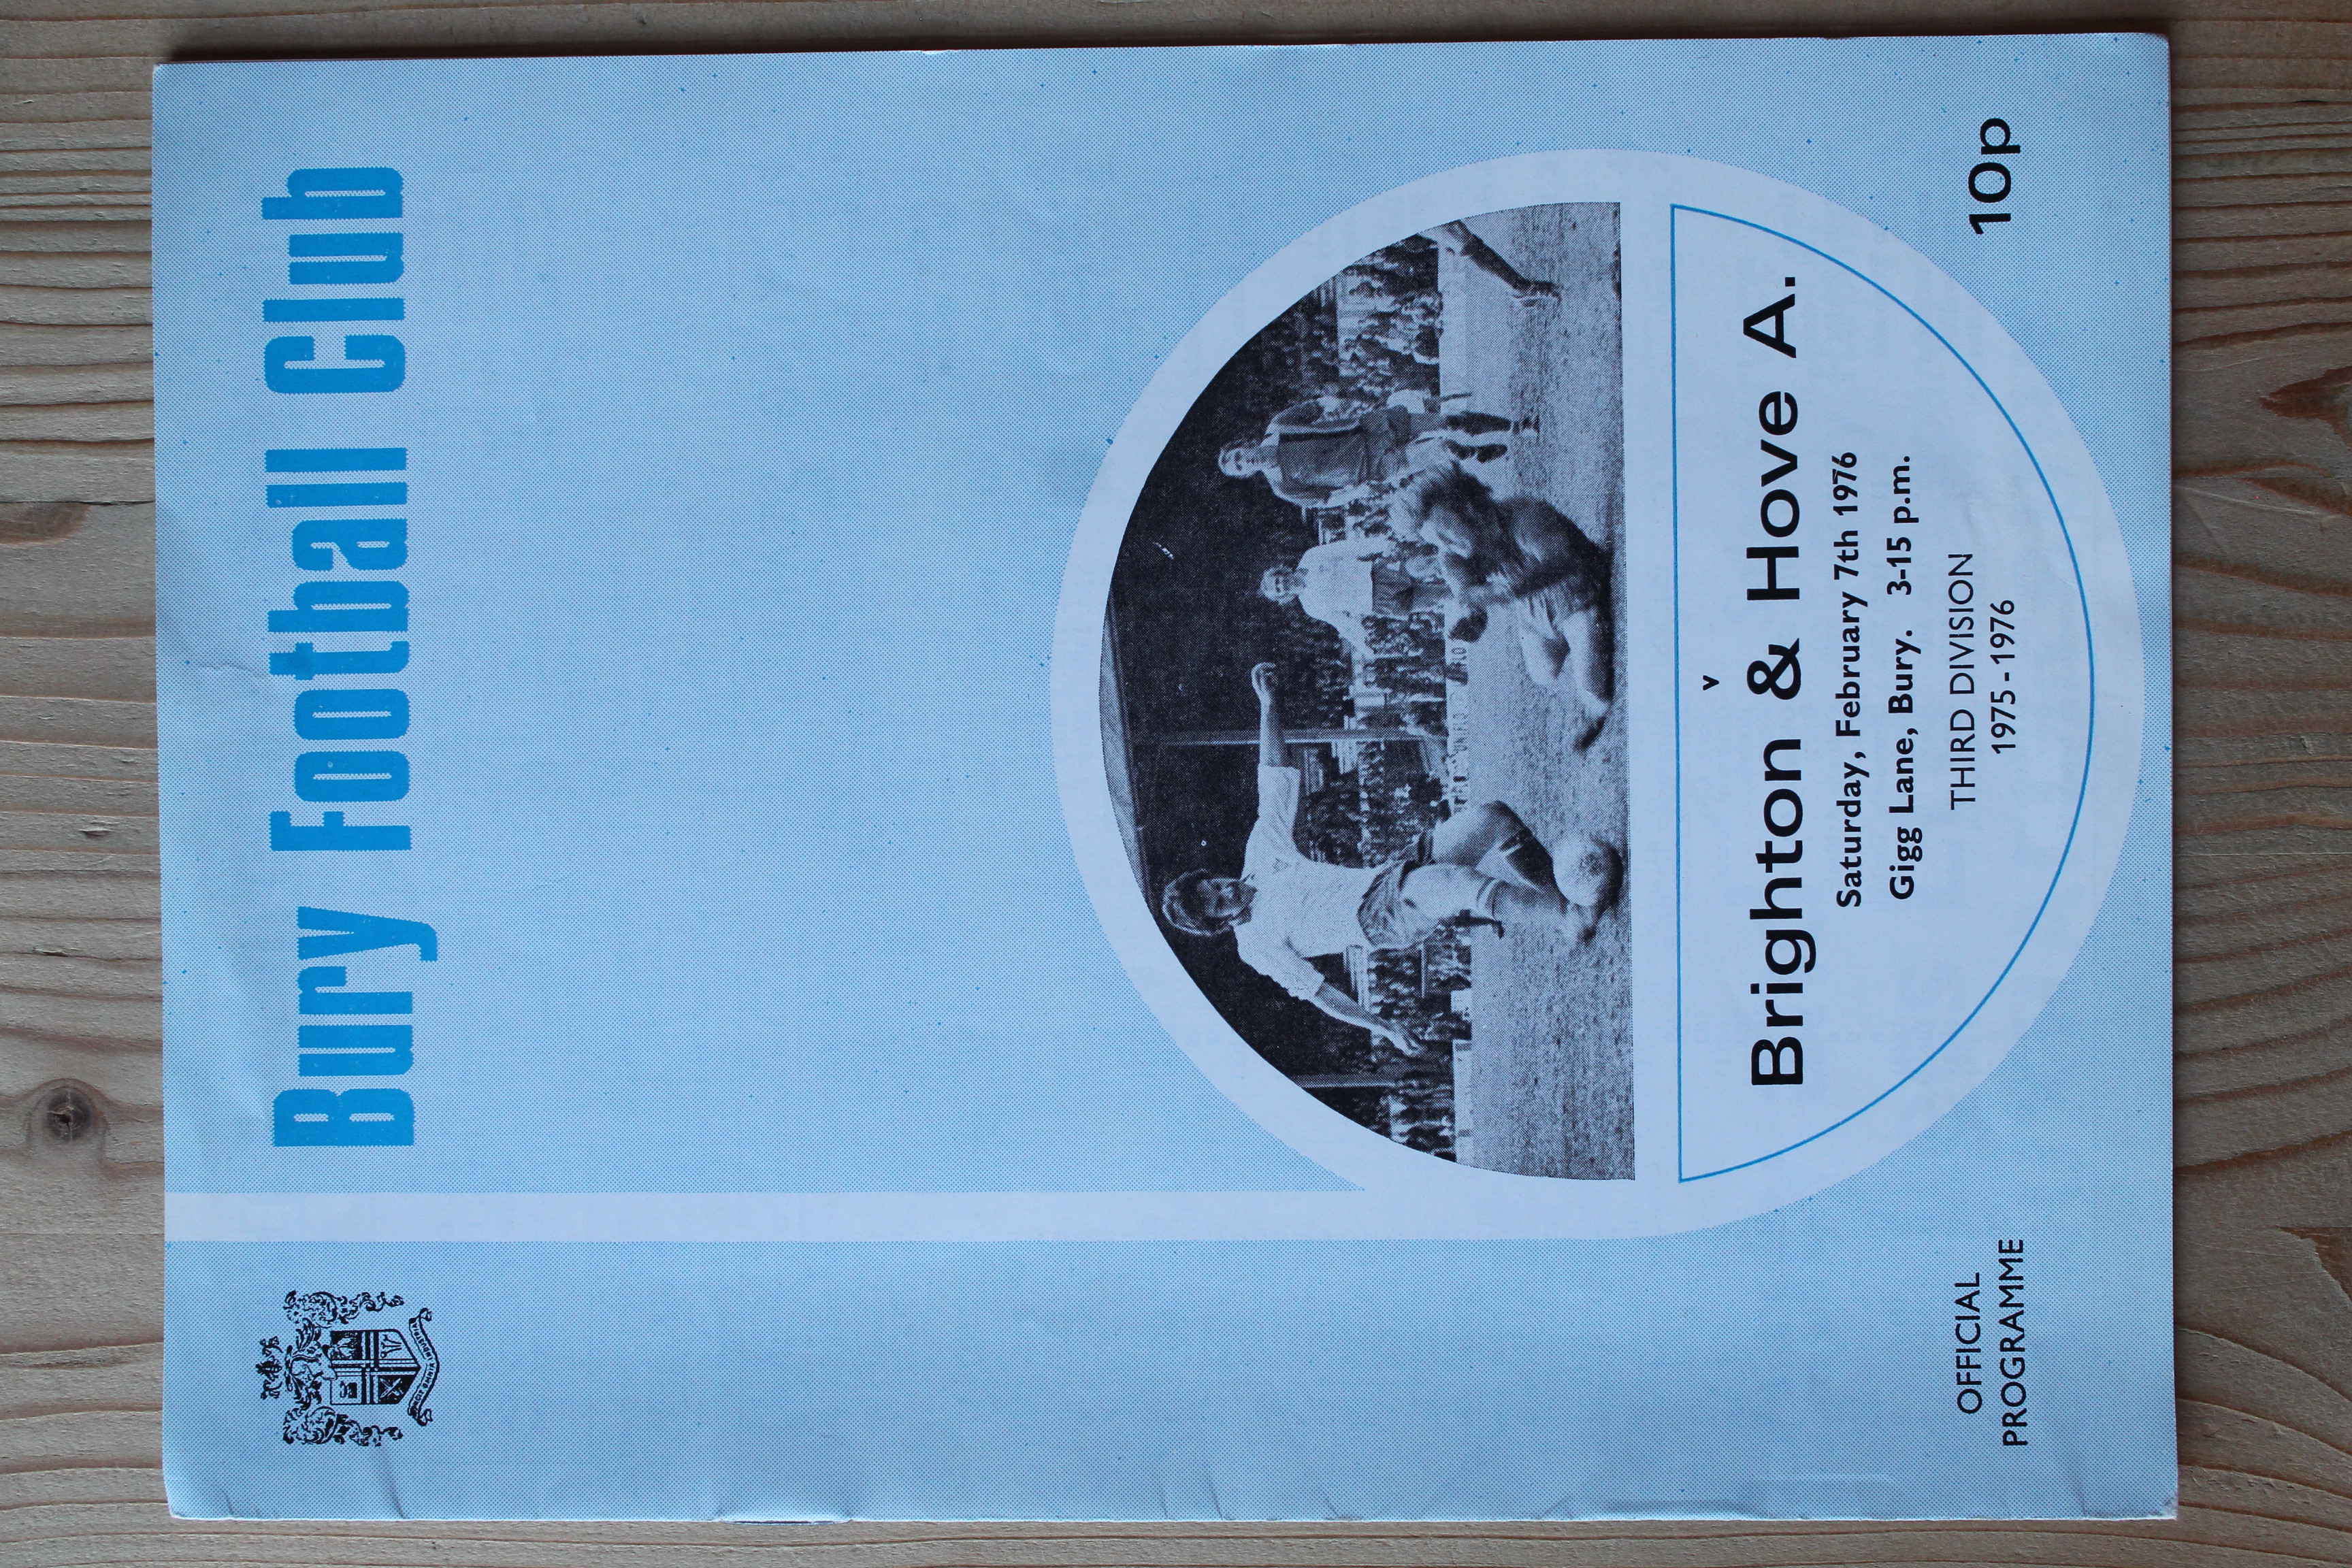 Bury Football Club
v
Brighton & Hove A.
Saturday, February 7th 1976
Gigg Lane, Bury. 3-15 p.m.
THIRD DIVISION
1975-1976
OFFICIAL
PROGRAMME
10p